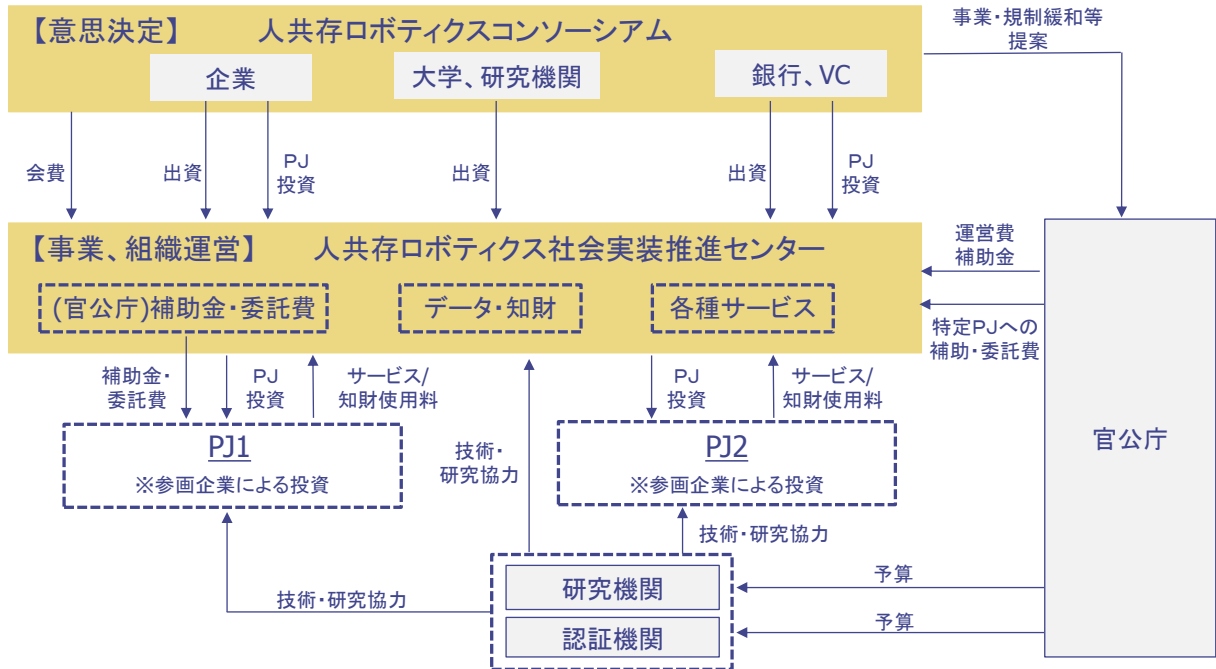 【意思決定】 人共存ロボティクスコンソーシアム
事業・規制緩和等
提案
企業
大学、研究機関
銀行、VC
会費
出資
PJ
投資
出資
出資
PJ
投資
【事業、組織運営】 人共存ロボティクス社会実装推進センター
運営費
補助金
(官公庁)補助金・委託費
データ・知財
各種サービス
特定PJへの
補助・委託費
補助金・
委託費
PJ
投資
サービス/
知財使用料
PJ
投資
サービス/
知財使用料
PJ1
※参画企業による投資
技術・
研究協力
PJ2
※参画企業による投資
官公庁
技術・研究協力
研究機関
予算
技術・研究協力
認証機関
予算